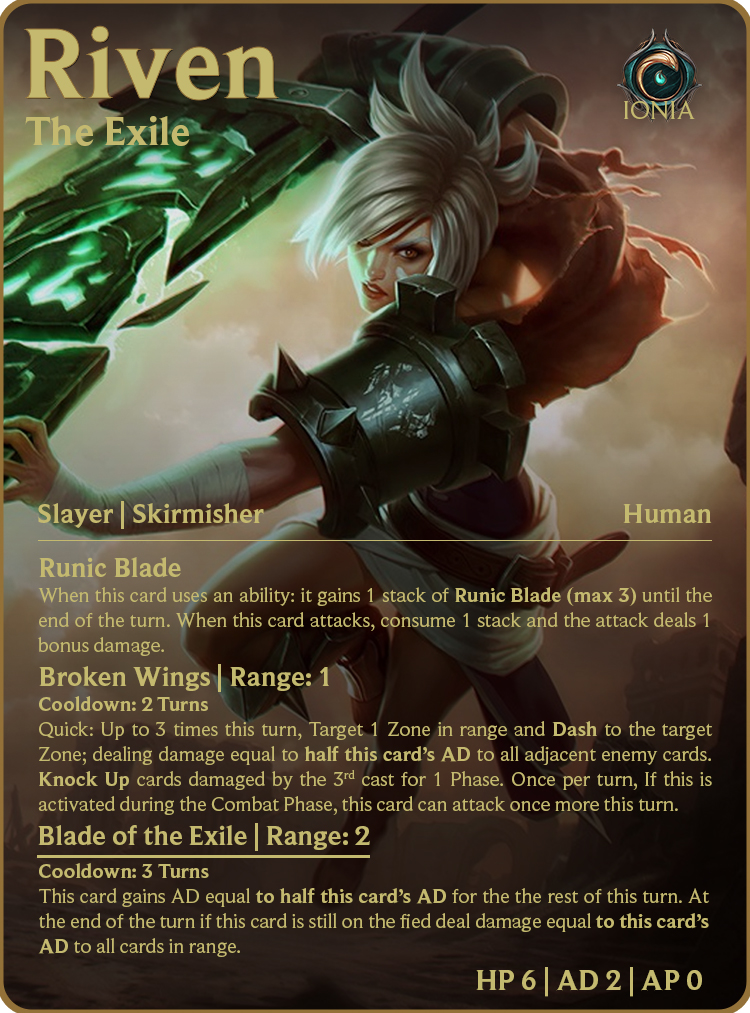 Riven
IONIA
The Exile
Slayer | Skirmisher
Human
Runic Blade
When this card uses an ability: it gains 1 stack of Runic Blade (max 3) until the
end of the turn. When this card attacks, consume 1 stack and the attack deals 1
bonus damage.
Broken Wings | Range: 1
Cooldown: 2 Turns
Quick: Up to 3 times this turn, Target 1 Zone in range and Dash to the target
Zone; dealing damage equal to half this card's AD to all adjacent enemy cards.
Knock Up cards damaged by the 3rd cast for 1 Phase. Once per turn, If this is
activated during the Combat Phase, this card can attack once more this turn.
Blade of the Exile | Range: 2
Cooldown: 3 Turns
This card gains AD equal to half this card's AD for the the rest of this turn. At
the end of the turn if this card is still on the fied deal damage equal to this card's
AD to all cards in range.
HP 6 | AD 2 | AP 0